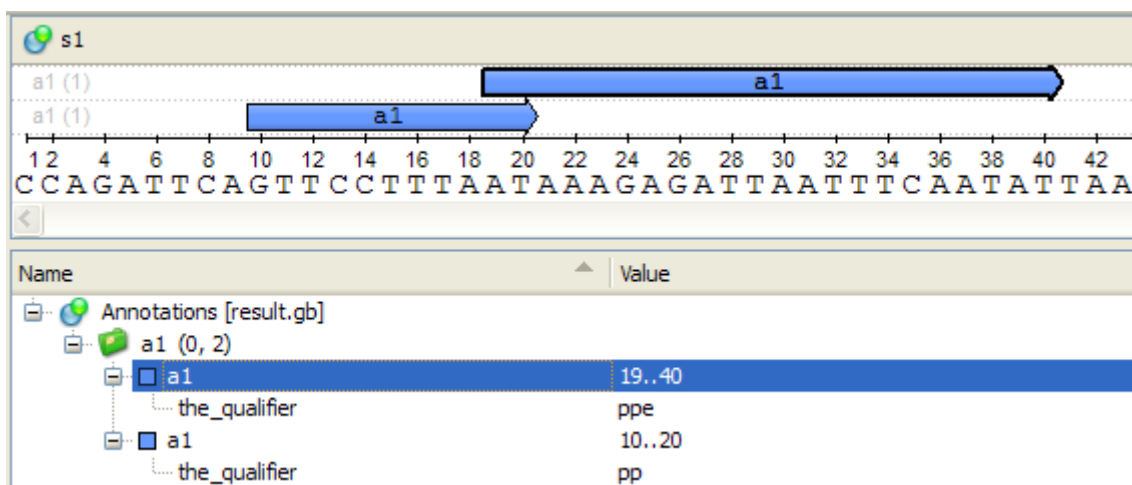 s1
a1 (1)
a1
a1 (1)
a1
1 2 4 6 8 10 12 14 16 18 20 22 24 26 28 30 32 34 36 38 40 42
C C A G A T T C A G T T C C T T T A A T A A A G A G A T T A A T T T C A A T A T T A A
Name Value
Annotations [result.gb]
a1 (0, 2)
a1 19..40
the_qualifier ppe
a1 10..20
the_qualifier pp